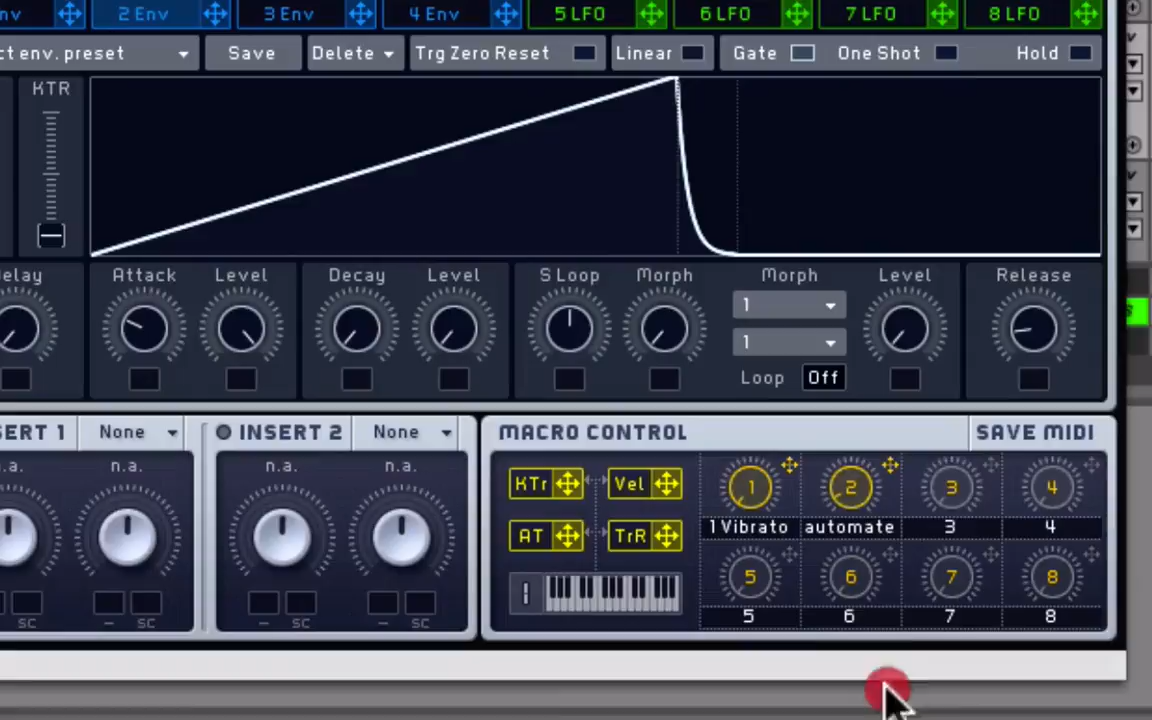 nv 2 Env 3 Env 4 Env 5 LFO 6 LFO 7 LFO 8 LFO
ct env. preset Save Delete Trg Zero Reset Linear Gate One Shot Hold
KTR
elay Attack Level Decay Level S Loop Morph Morph Level Release
1
1
Loop Off
SERT 1 None INSERT 2 None MACRO CONTROL SAVE MIDI
n.a. n.a. n.a. n.a.
KTr Vel 1 2 3 4
1 Vibrato automate 3 4
AT TrR
5 6 7 8
5 6 7 8
– SC – SC – SC